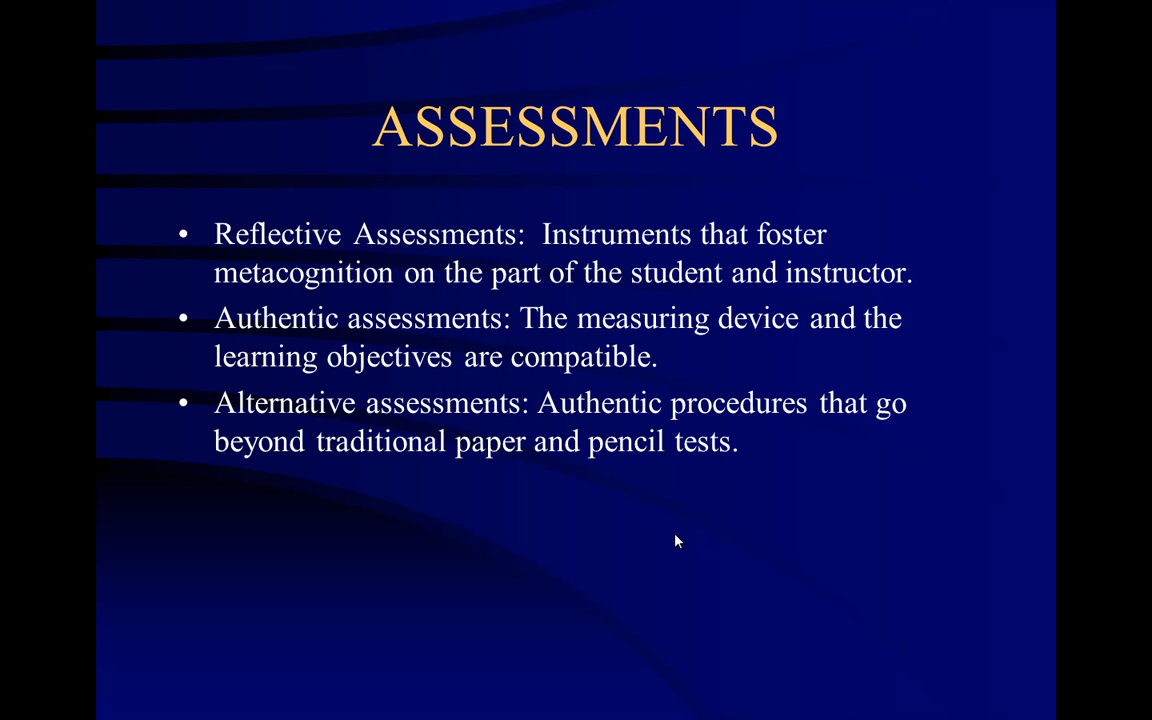 ASSESSMENTS
• Reflective Assessments: Instruments that foster
metacognition on the part of the student and instructor.
• Authentic assessments: The measuring device and the
learning objectives are compatible.
• Alternative assessments: Authentic procedures that go
beyond traditional paper and pencil tests.